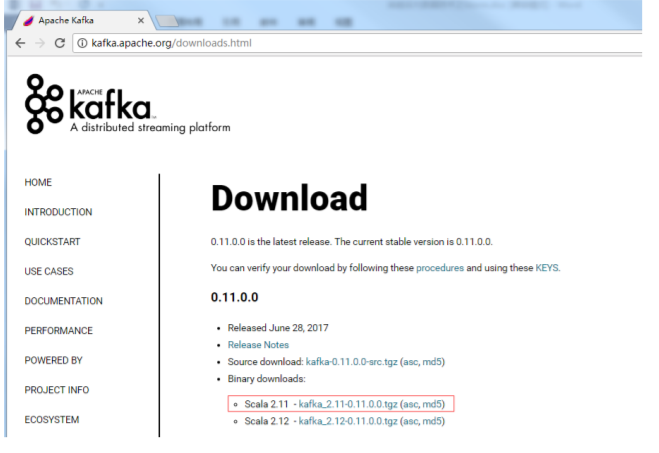 Apache Kafka
kafka.apache.org/downloads.html
APACHE
kafka
A distributed streaming platform
HOME
INTRODUCTION
QUICKSTART
USE CASES
DOCUMENTATION
PERFORMANCE
POWERED BY
PROJECT INFO
ECOSYSTEM
Download
0.11.0.0 is the latest release. The current stable version is 0.11.0.0.
You can verify your download by following these procedures and using these KEYS.
0.11.0.0
Released June 28, 2017
Release Notes
Source download: kafka-0.11.0.0-src.tgz (asc, md5)
Binary downloads:
Scala 2.11 - kafka_2.11-0.11.0.0.tgz (asc, md5)
Scala 2.12 - kafka_2.12-0.11.0.0.tgz (asc, md5)